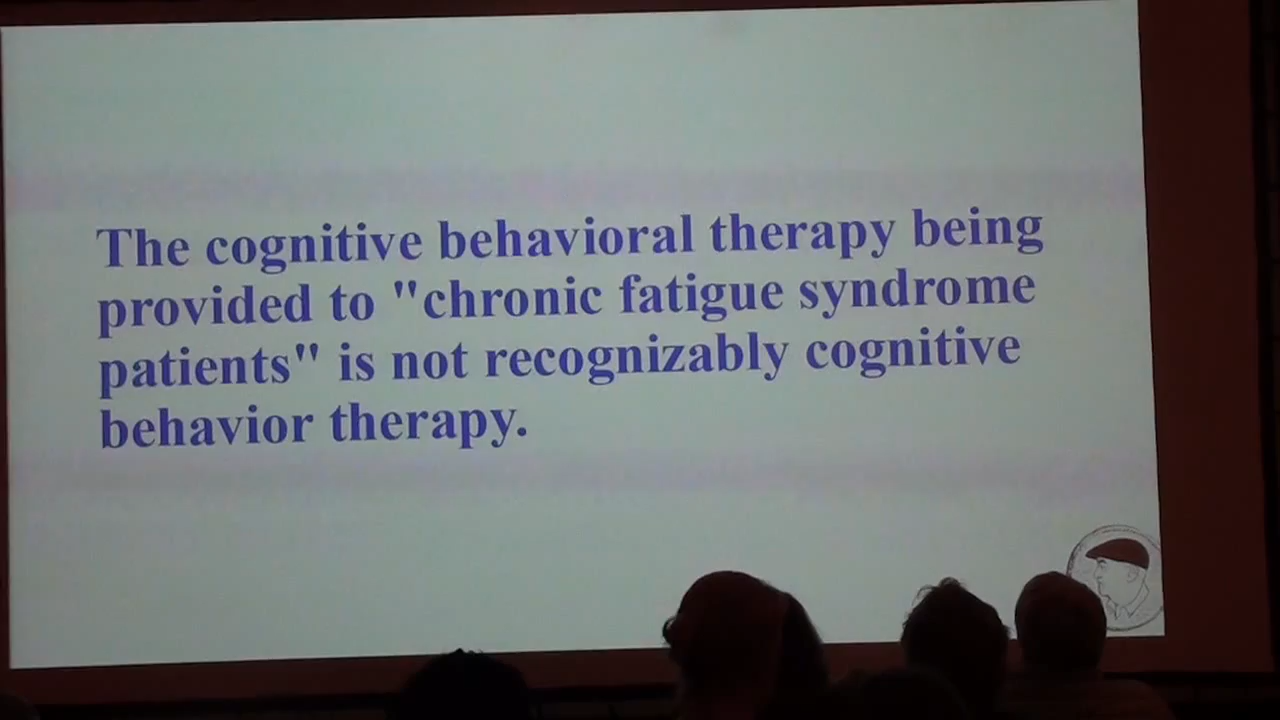 The cognitive behavioral therapy being
provided to "chronic fatigue syndrome
patients" is not recognizably cognitive
behavior therapy.